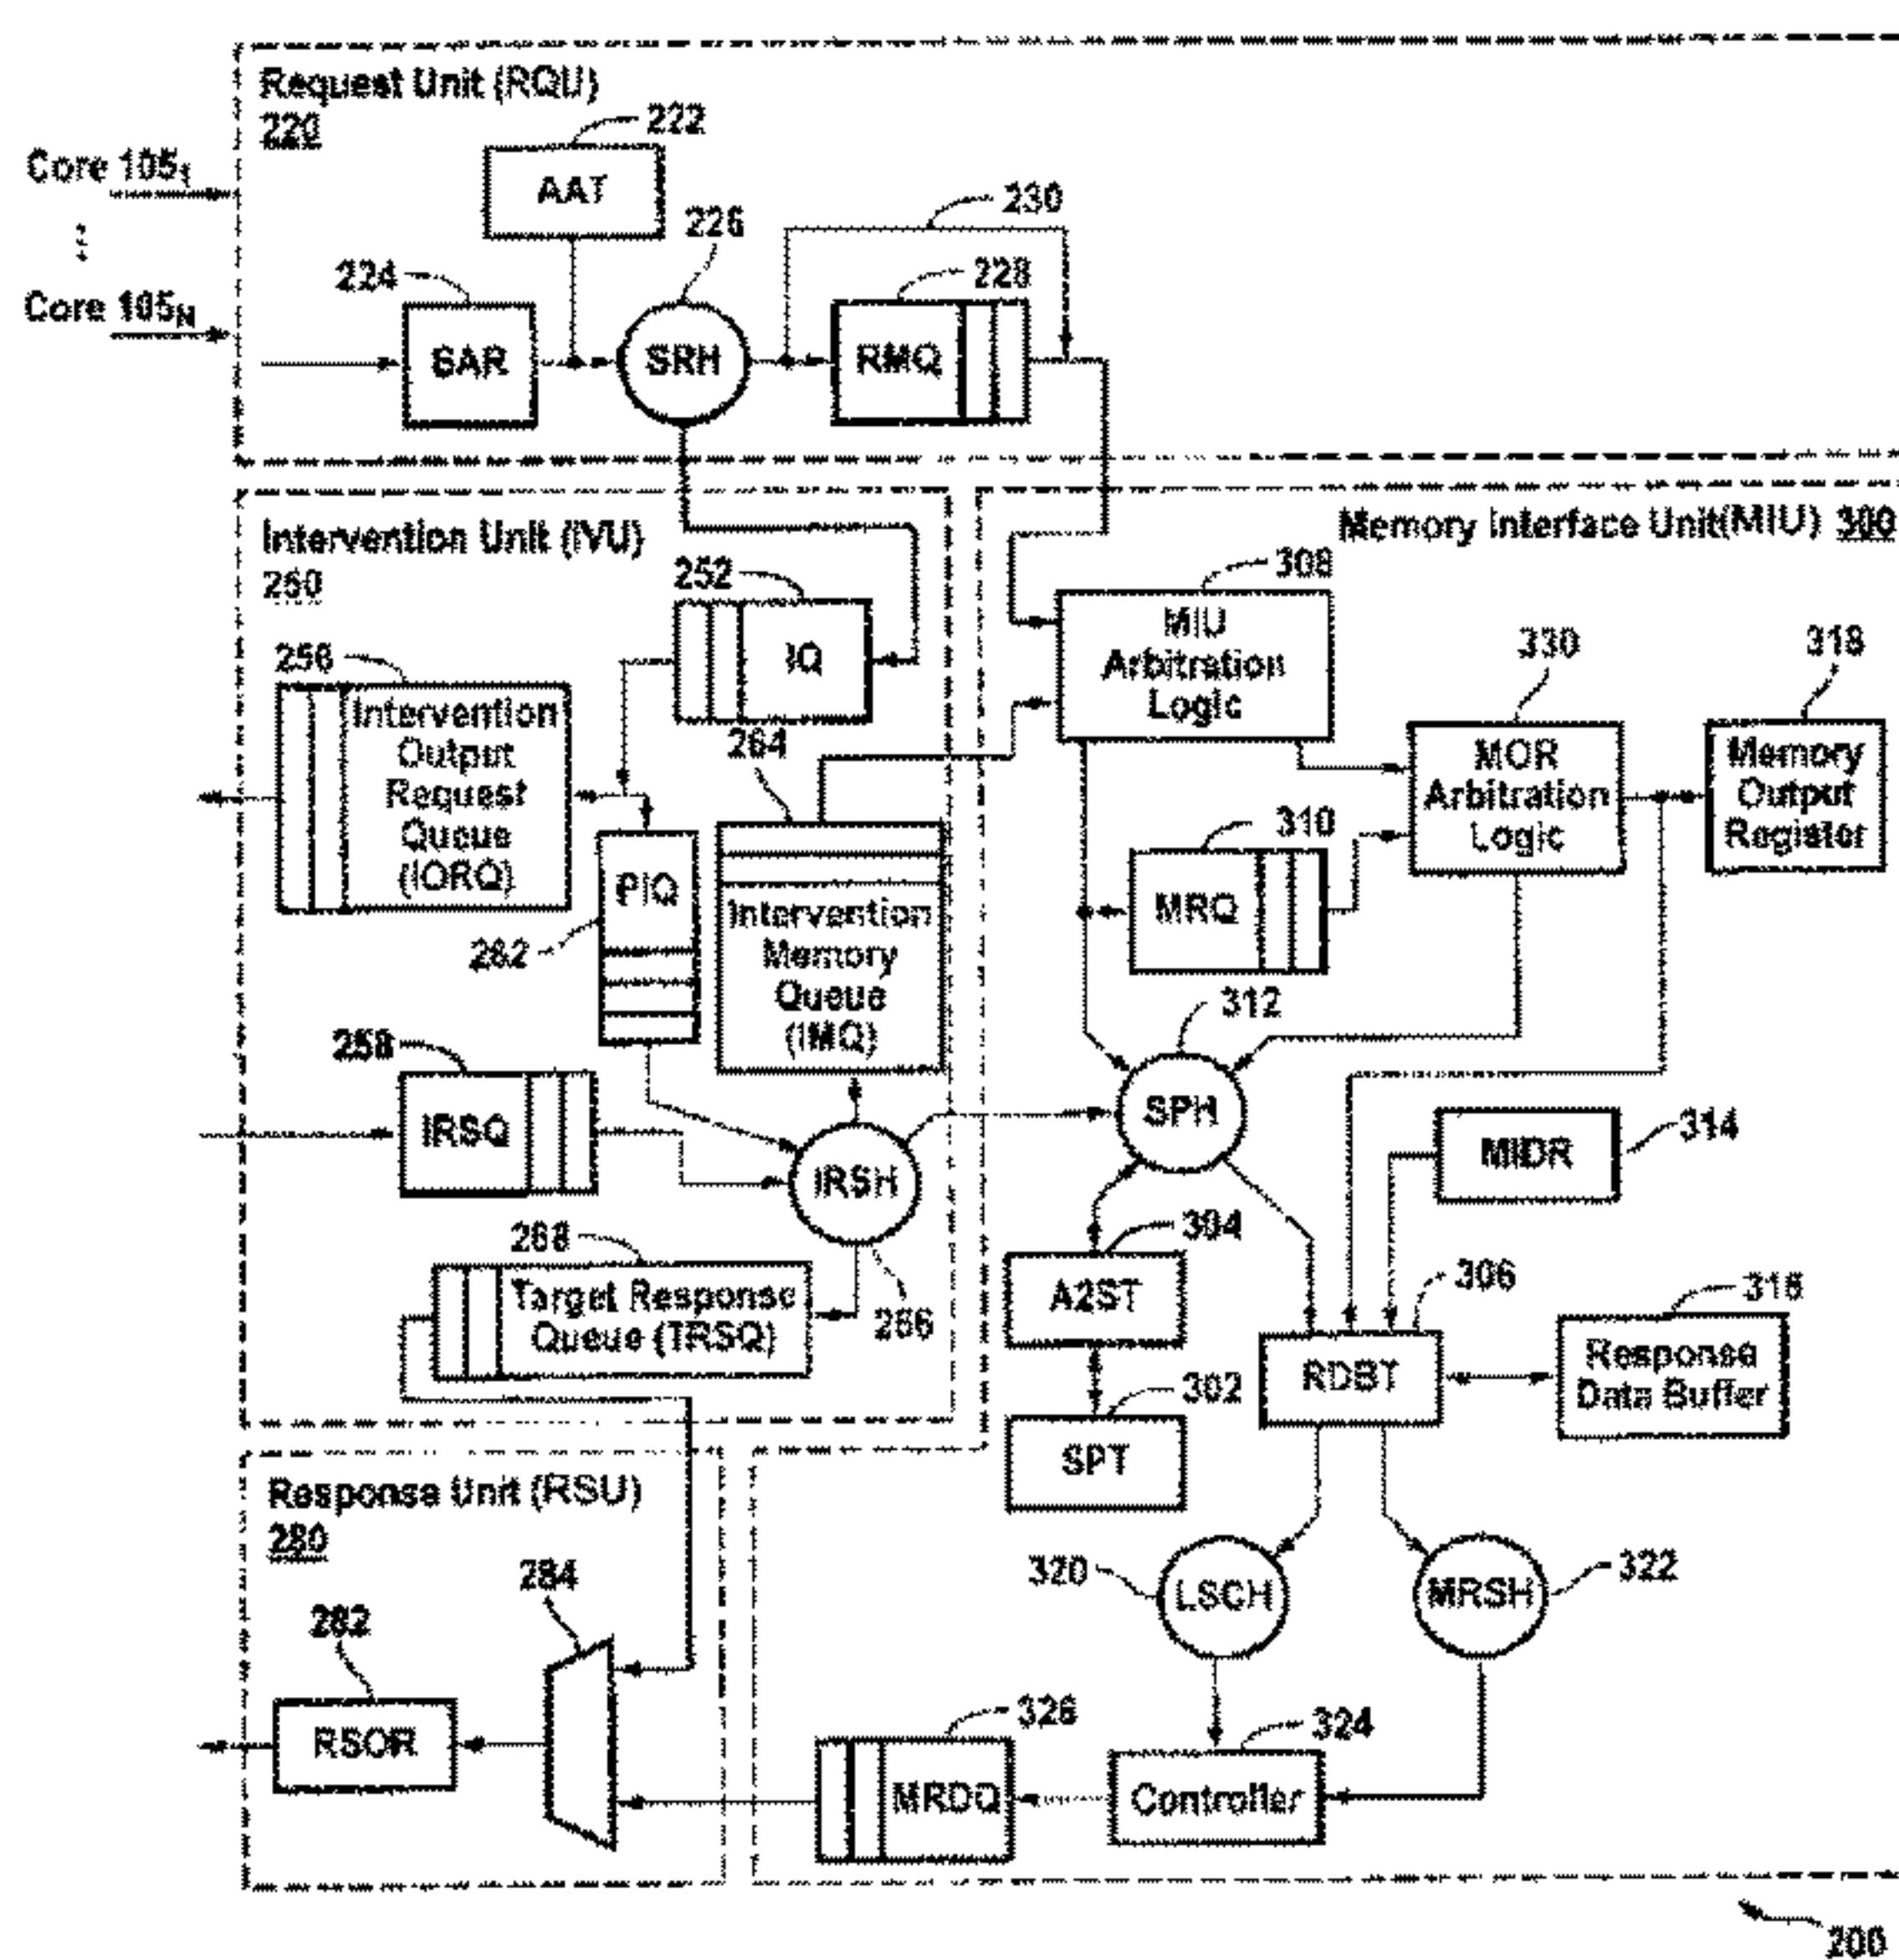 Request Unit (RQU)
220
222
Core 105₁
AAT
226
230
Core 105N
224
228
SAR
SRH
RMQ
Intervention Unit (IVU)
250
Memory Interface Unit(MIU) 300
252
308
IQ
MIU
Arbitration
Logic
256
330
318
Intervention
Output
Request
Queue
(IORQ)
264
MOR
Arbitration
Logic
Memory
Output
Register
310
PIQ
MRQ
262
Intervention
Memory
Queue
(IMQ)
312
258
SPH
IRSQ
IRSH
MIDR
314
268
304
266
Target Response
Queue (TRSQ)
A2ST
306
316
RDBT
Response
Data Buffer
302
SPT
Response Unit (RSU)
280
284
320
LSCH
MRSH
322
282
326
324
RSOR
MRDQ
Controller
200